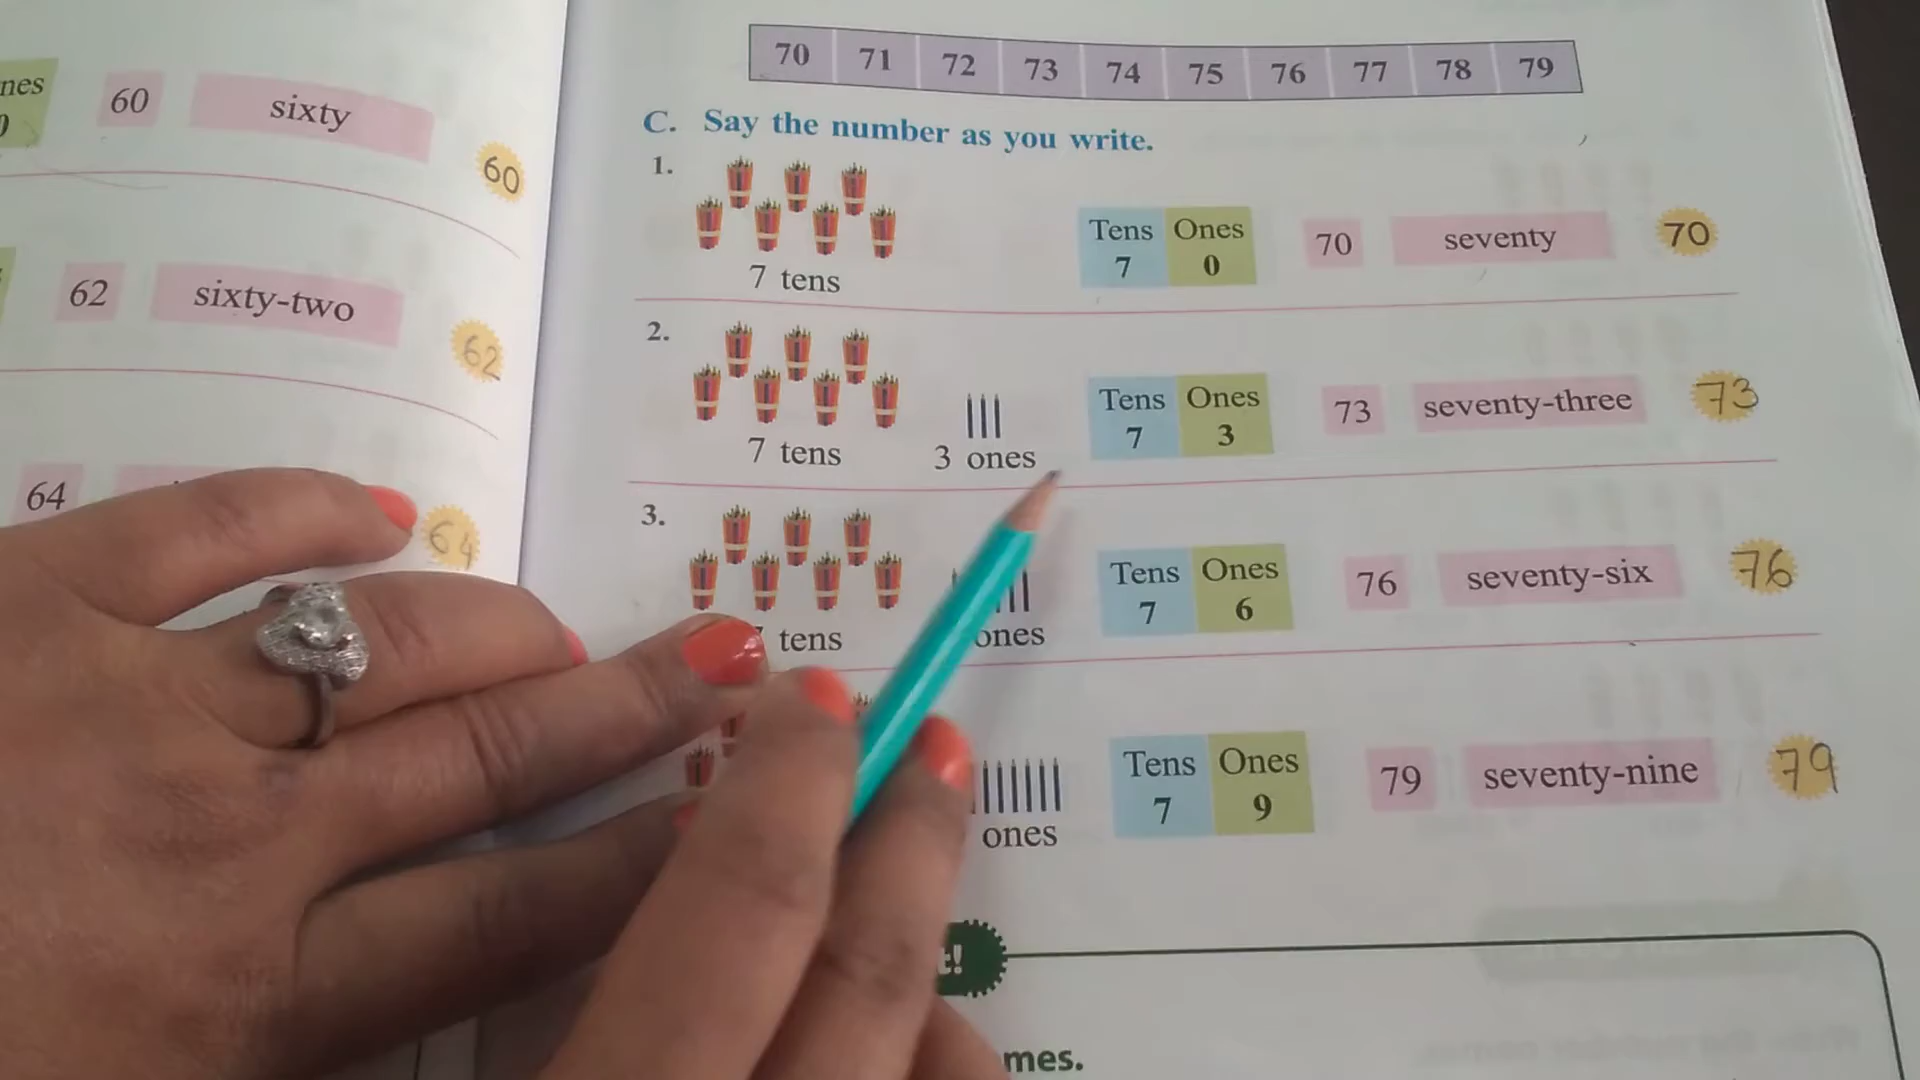 nes
60 sixty 60
62 sixty-two 62
64 64
70 71 72 73 74 75 76 77 78 79
C. Say the number as you write.
1.
7 tens
Tens Ones
7 0
70 seventy 70
2.
7 tens 3 ones
Tens Ones
7 3
73 seventy-three 73
3.
tens ones
Tens Ones
7 6
76 seventy-six 76
ones
Tens Ones
7 9
79 seventy-nine 79
t!
mes.